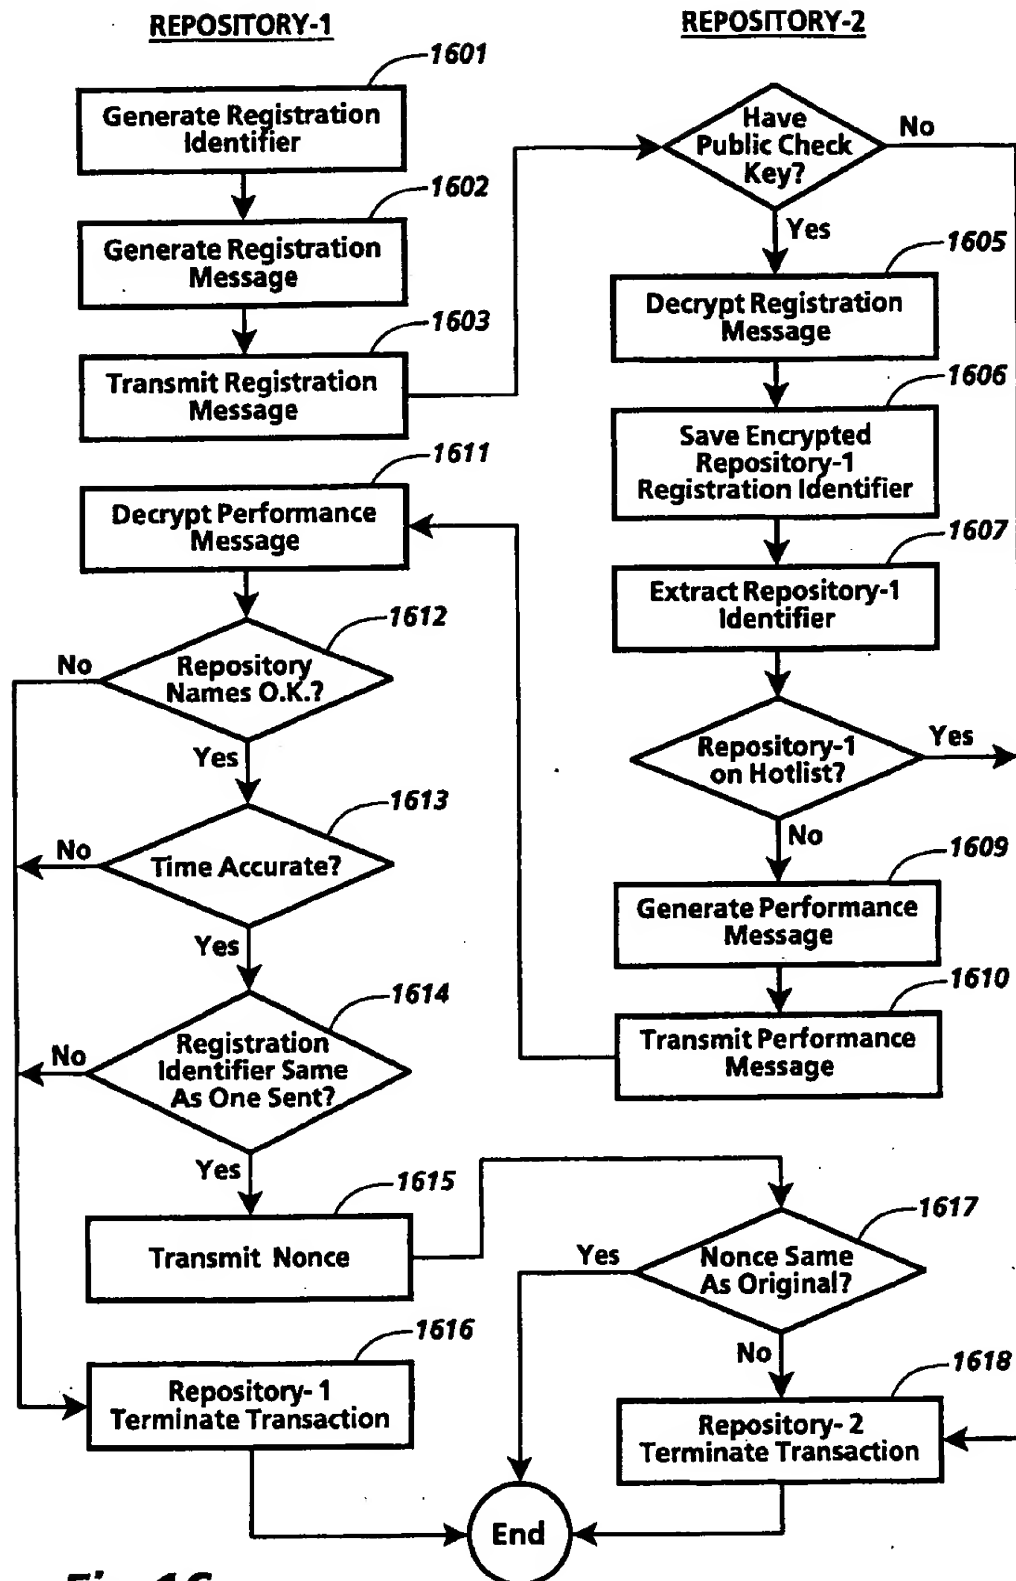 REPOSITORY-1
1601
Generate Registration
Identifier
1602
Generate Registration
Message
1603
Transmit Registration
Message
1611
Decrypt Performance
Message
1612
Repository
Names O.K.?
No
Yes
1613
Time Accurate?
No
Yes
1614
Registration
Identifier Same
As One Sent?
No
Yes
1615
Transmit Nonce
1616
Repository- 1
Terminate Transaction
REPOSITORY-2
Have
Public Check
Key?
No
Yes
1605
Decrypt Registration
Message
1606
Save Encrypted
Repository-1
Registration Identifier
1607
Extract Repository-1
Identifier
Repository-1
on Hotlist?
Yes
No
1609
Generate Performance
Message
1610
Transmit Performance
Message
1617
Nonce Same
As Original?
Yes
No
1618
Repository- 2
Terminate Transaction
End